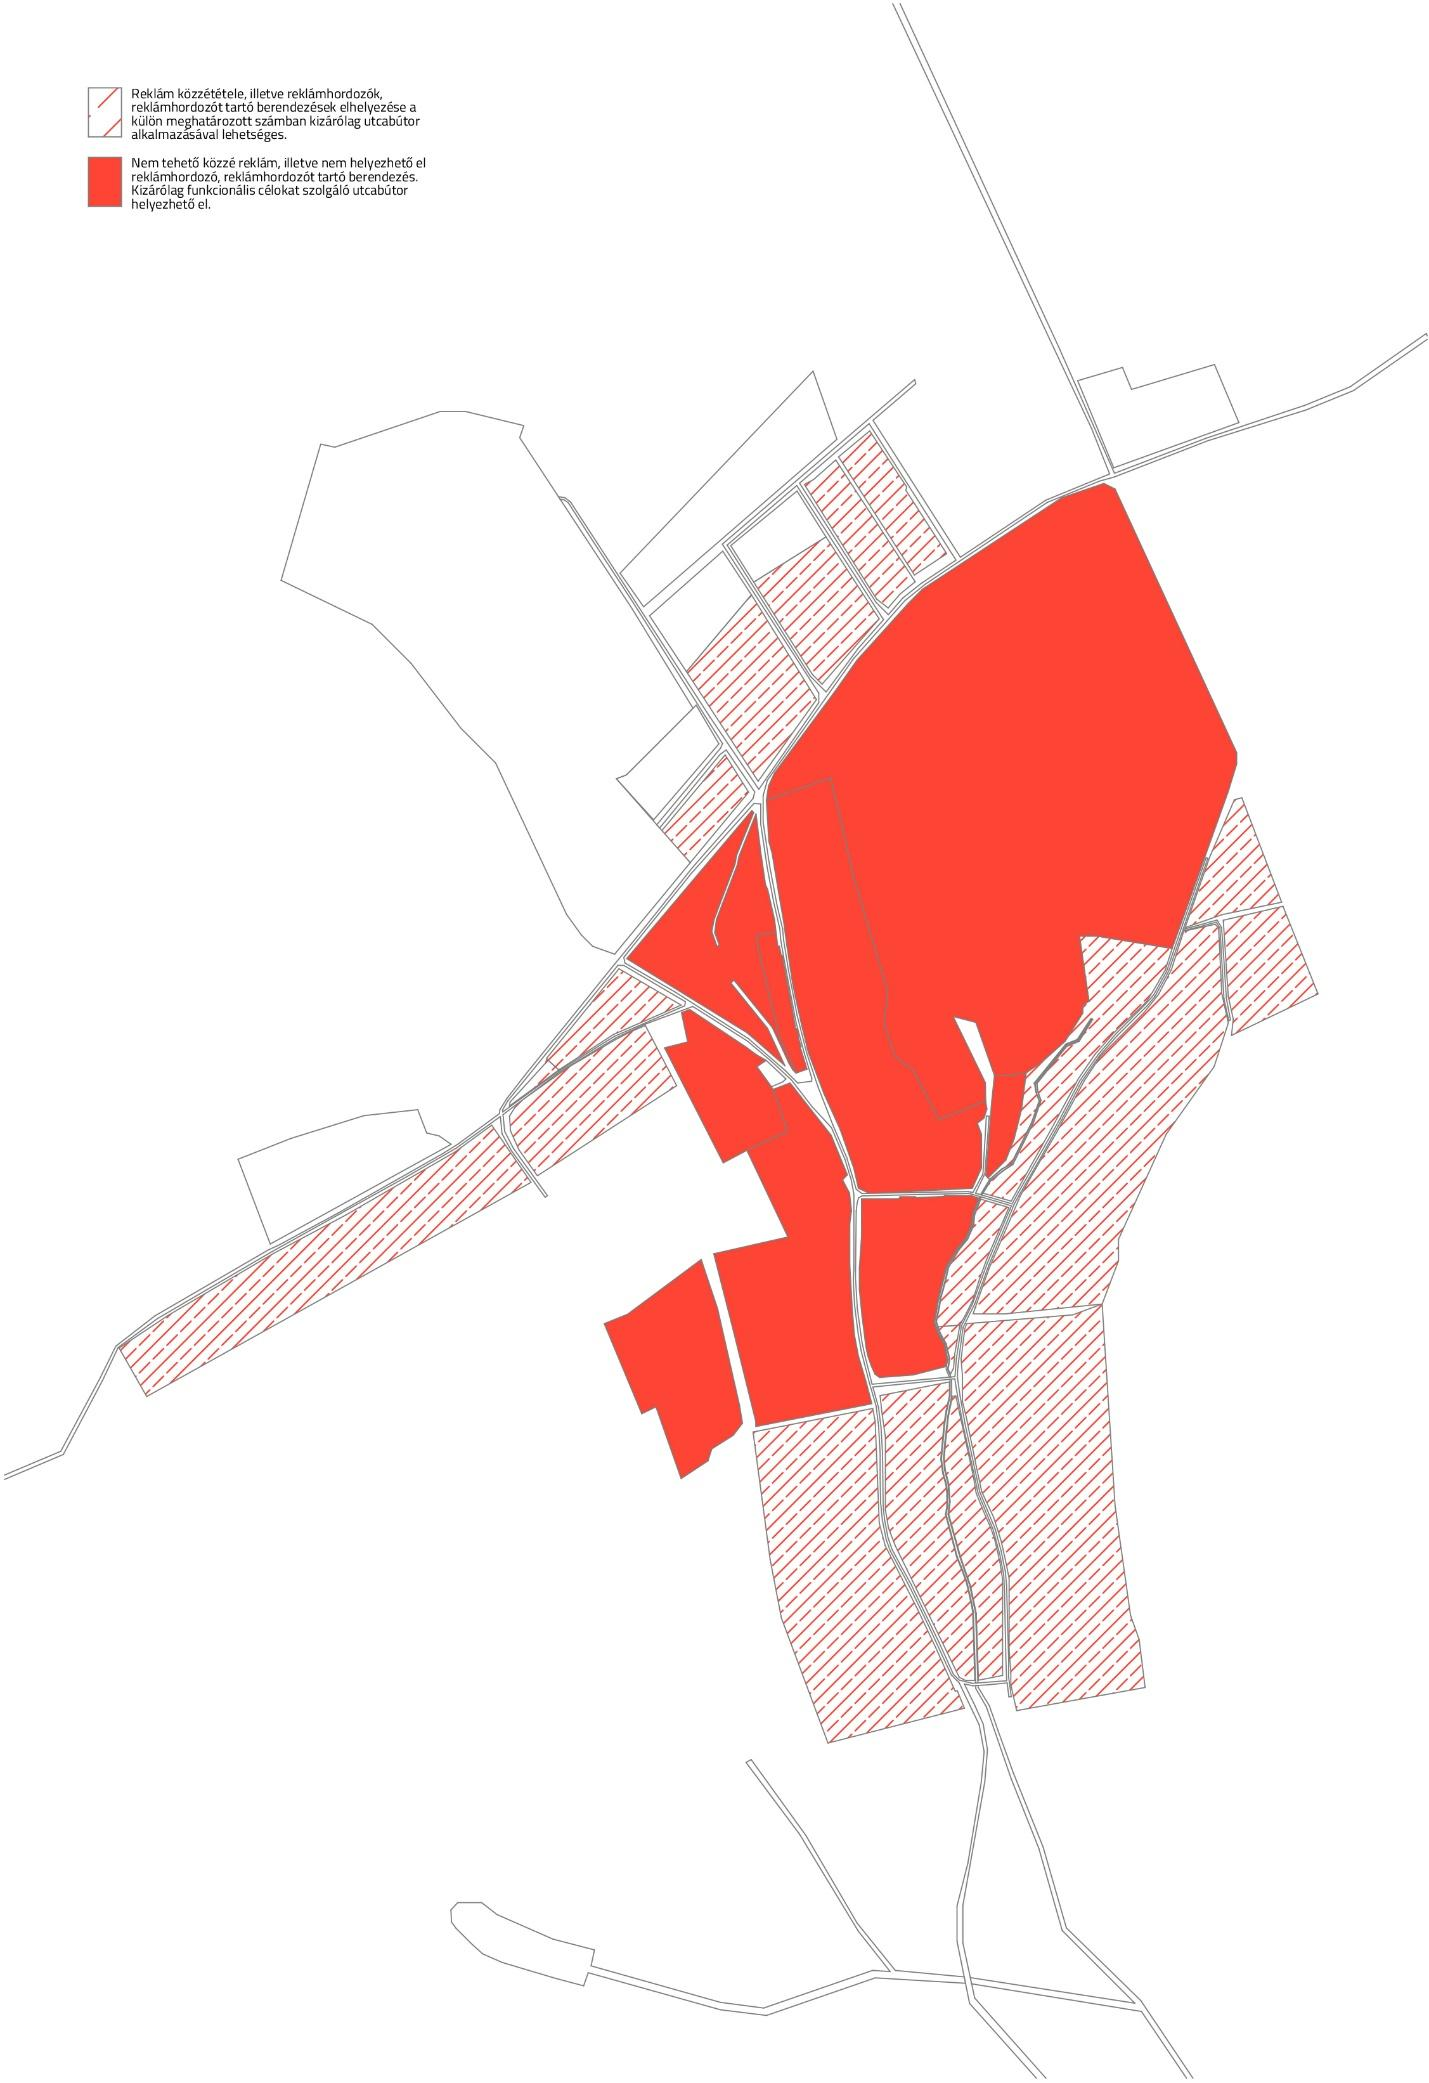 Reklám közzététele, illetve reklámhordozók,
reklámhordozót tartó berendezések elhelyezése a
külön meghatározott számban kizárólag utcabútor
alkalmazásával lehetséges.
Nem tehető közzé reklám, illetve nem helyezhető el
reklámhordozó, reklámhordozót tartó berendezés.
Kizárólag funkcionális célokat szolgáló utcabútor
helyezhető el.